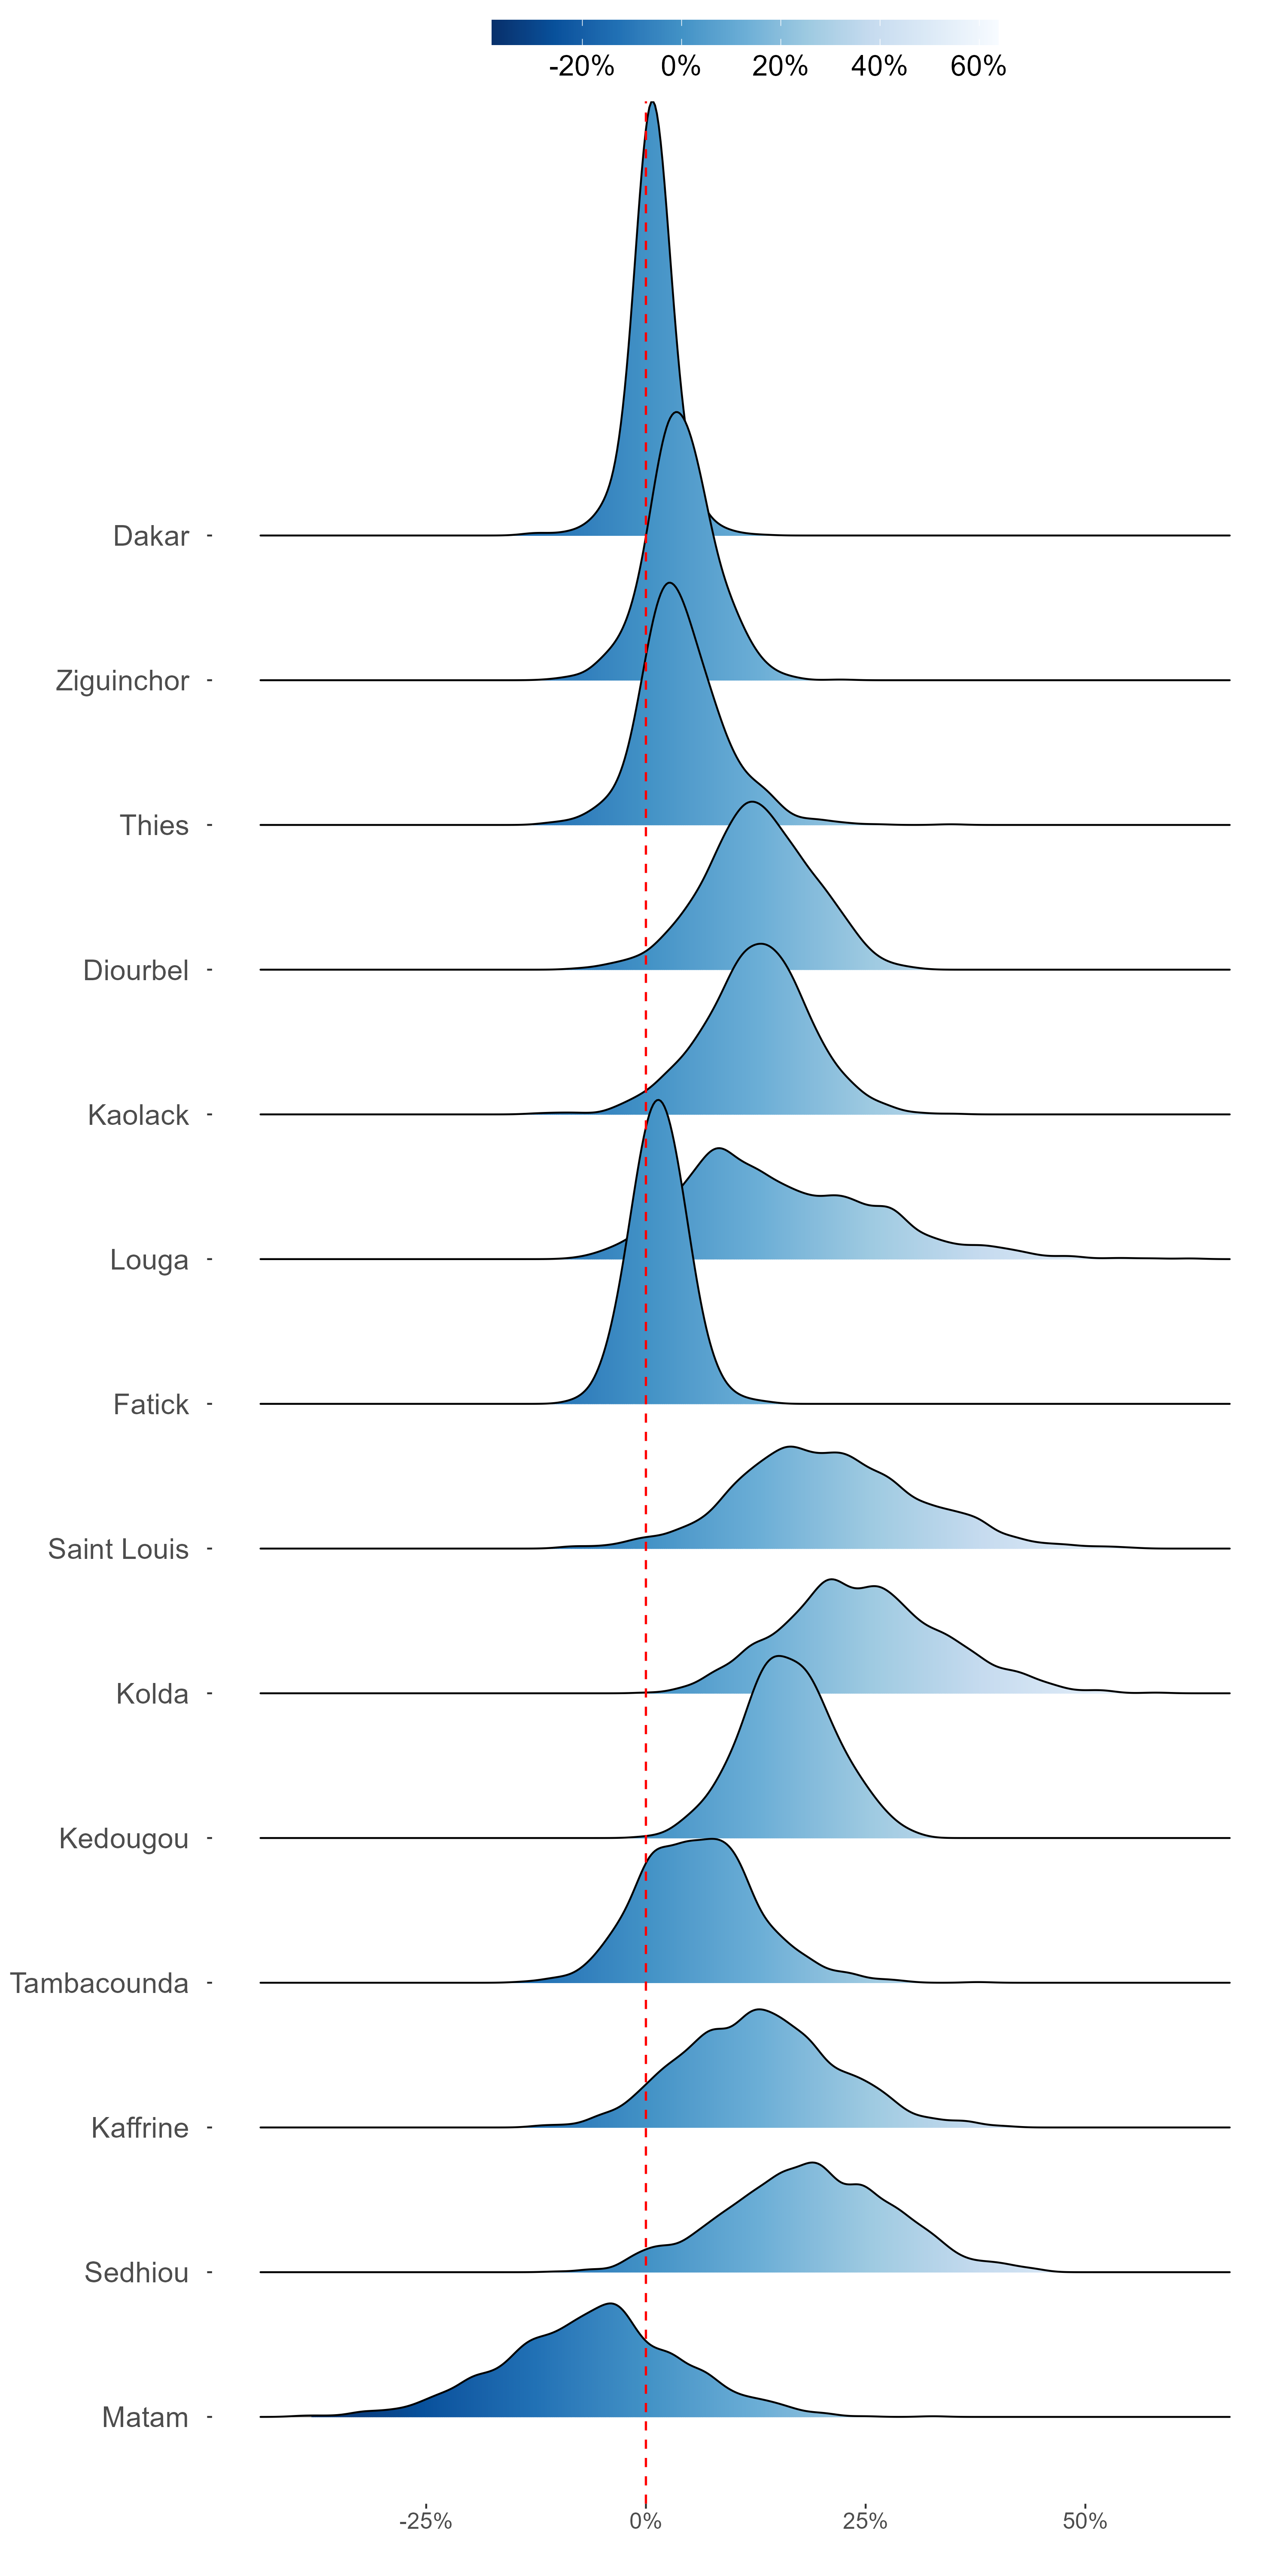 -20% 0% 20% 40% 60%
Dakar
Ziguinchor
Thies
Diourbel
Kaolack
Louga
Fatick
Saint Louis
Kolda
Kedougou
Tambacounda
Kaffrine
Sedhiou
Matam
-25% 0% 25% 50%